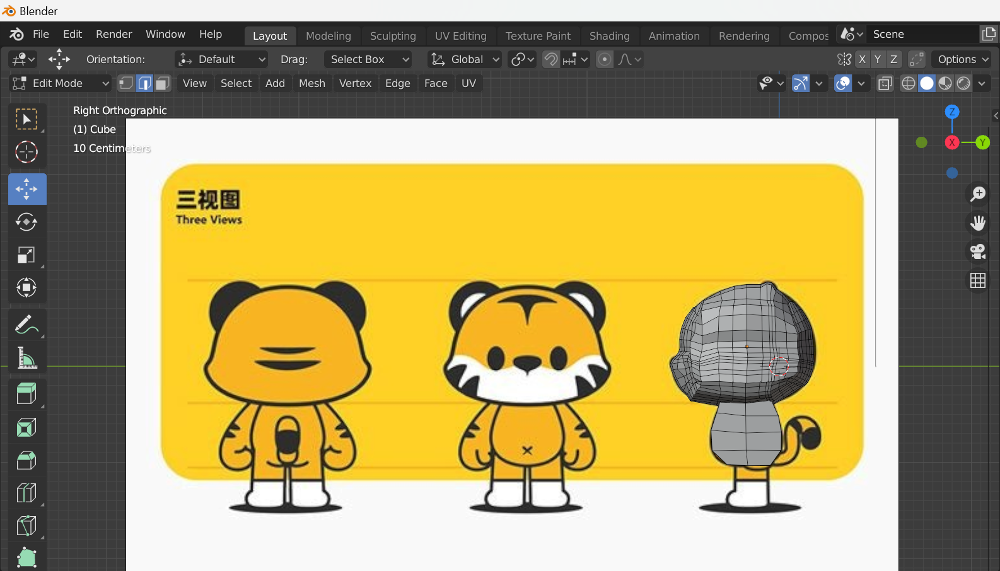 Blender
File Edit Render Window Help Layout Modeling Sculpting UV Editing Texture Paint Shading Animation Rendering Compos Scene
Orientation: Default Drag: Select Box Global X Y Z Options
Edit Mode View Select Add Mesh Vertex Edge Face UV
Right Orthographic
(1) Cube
10 Centimeters
Z
X
Y
三视图
Three Views